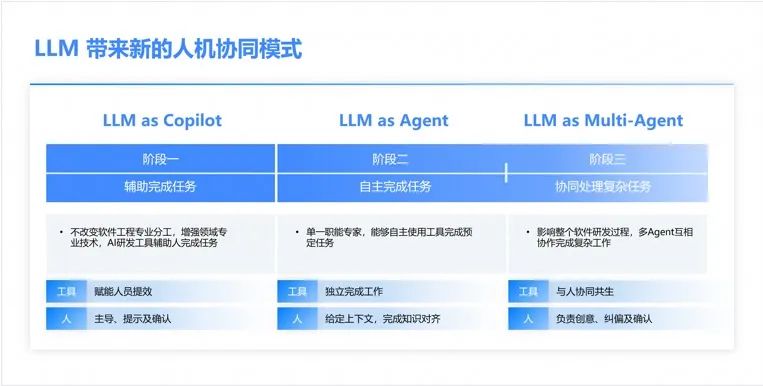 LLM 带来新的人机协同模式
LLM as Copilot
LLM as Agent
LLM as Multi-Agent
阶段一
阶段二
阶段三
辅助完成任务
自主完成任务
协同处理复杂任务
• 不改变软件工程专业分工，增强领域专
业技术，AI研发工具辅助人完成任务
• 单一职能专家，能够自主使用工具完成预
定任务
• 影响整个软件研发过程，多Agent互相
协作完成复杂工作
工具
赋能人员提效
工具
独立完成工作
工具
与人协同共生
人
主导、提示及确认
人
给定上下文，完成知识对齐
人
负责创意、纠偏及确认